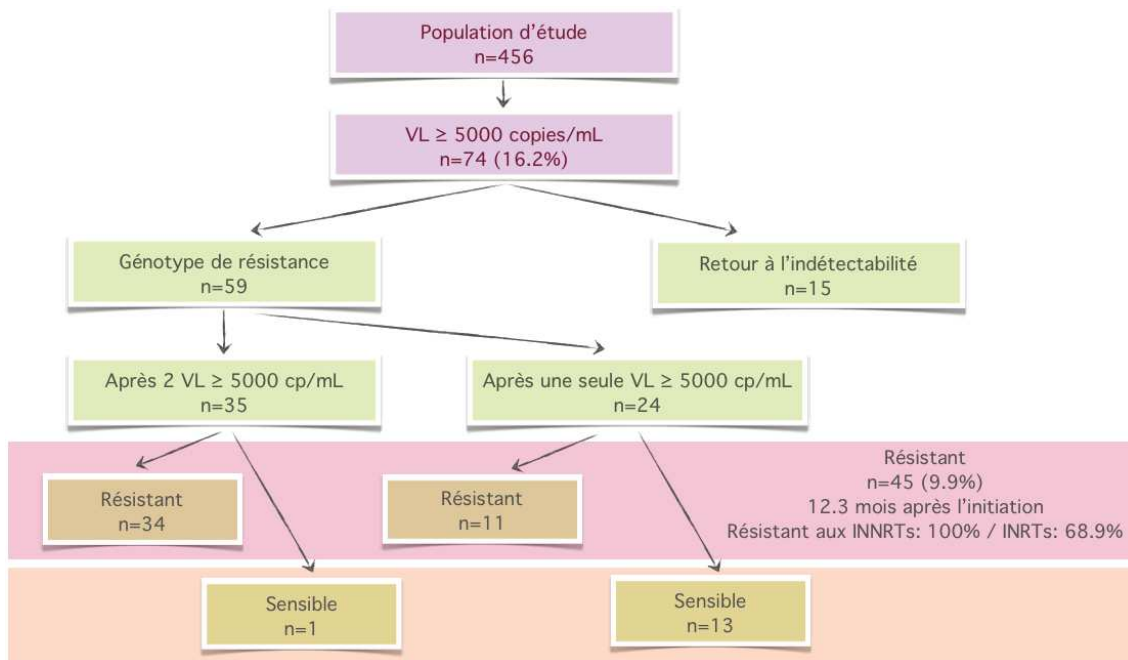 Population d'étude
n=456
VL ≥ 5000 copies/mL
n=74 (16.2%)
Génotype de résistance
n=59
Retour à l'indétectabilité
n=15
Après 2 VL ≥ 5000 cp/mL
n=35
Après une seule VL ≥ 5000 cp/mL
n=24
Résistant
n=34
Résistant
n=11
Résistant
n=45 (9.9%)
12.3 mois après l'initiation
Résistant aux INNRTs: 100% / INRTs: 68.9%
Sensible
n=1
Sensible
n=13